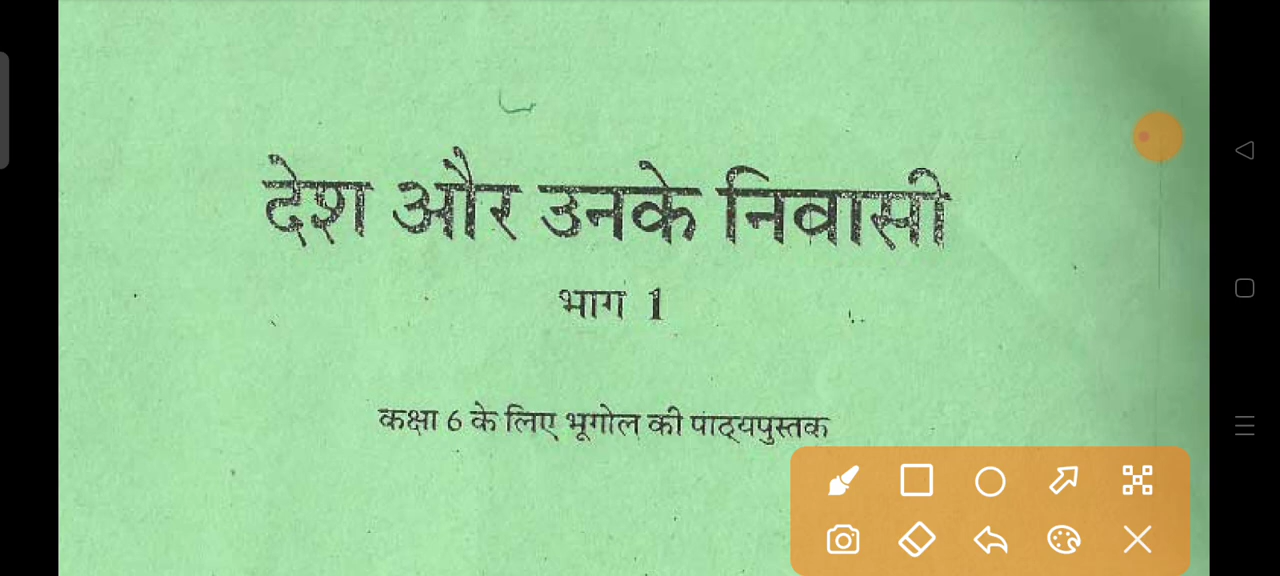 देश और उनके निवासी
भाग 1
कक्षा 6 के लिए भूगोल की पाठ्यपुस्तक